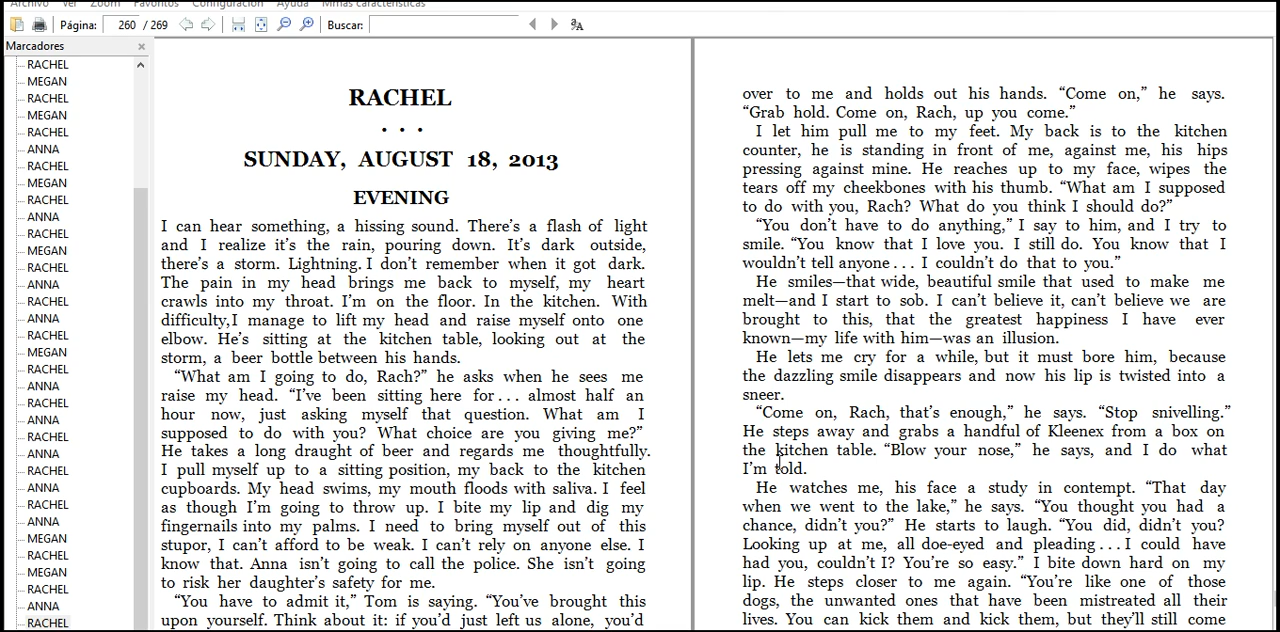 Archivo Ver Zoom Favoritos Configuración Ayuda Mintas características
Página: 260 / 269 Buscar:
Marcadores
RACHEL
MEGAN
RACHEL
MEGAN
RACHEL
ANNA
RACHEL
MEGAN
RACHEL
ANNA
RACHEL
MEGAN
RACHEL
ANNA
RACHEL
ANNA
RACHEL
MEGAN
RACHEL
ANNA
RACHEL
ANNA
RACHEL
ANNA
RACHEL
ANNA
RACHEL
ANNA
MEGAN
RACHEL
MEGAN
RACHEL
ANNA
RACHEL
RACHEL
• • •
SUNDAY, AUGUST 18, 2013
EVENING
I can hear something, a hissing sound. There’s a flash of light
and I realize it’s the rain, pouring down. It’s dark outside,
there’s a storm. Lightning. I don’t remember when it got dark.
The pain in my head brings me back to myself, my heart
crawls into my throat. I’m on the floor. In the kitchen. With
difficulty,I manage to lift my head and raise myself onto one
elbow. He’s sitting at the kitchen table, looking out at the
storm, a beer bottle between his hands.
“What am I going to do, Rach?” he asks when he sees me
raise my head. “I’ve been sitting here for . . . almost half an
hour now, just asking myself that question. What am I
supposed to do with you? What choice are you giving me?”
He takes a long draught of beer and regards me thoughtfully.
I pull myself up to a sitting position, my back to the kitchen
cupboards. My head swims, my mouth floods with saliva. I feel
as though I’m going to throw up. I bite my lip and dig my
fingernails into my palms. I need to bring myself out of this
stupor, I can’t afford to be weak. I can’t rely on anyone else. I
know that. Anna isn’t going to call the police. She isn’t going
to risk her daughter’s safety for me.
“You have to admit it,” Tom is saying. “You’ve brought this
upon yourself. Think about it: if you’d just left us alone, you’d
over to me and holds out his hands. “Come on,” he says.
“Grab hold. Come on, Rach, up you come.”
I let him pull me to my feet. My back is to the kitchen
counter, he is standing in front of me, against me, his hips
pressing against mine. He reaches up to my face, wipes the
tears off my cheekbones with his thumb. “What am I supposed
to do with you, Rach? What do you think I should do?”
“You don’t have to do anything,” I say to him, and I try to
smile. “You know that I love you. I still do. You know that I
wouldn’t tell anyone . . . I couldn’t do that to you.”
He smiles—that wide, beautiful smile that used to make me
melt—and I start to sob. I can’t believe it, can’t believe we are
brought to this, that the greatest happiness I have ever
known—my life with him—was an illusion.
He lets me cry for a while, but it must bore him, because
the dazzling smile disappears and now his lip is twisted into a
sneer.
“Come on, Rach, that’s enough,” he says. “Stop snivelling.”
He steps away and grabs a handful of Kleenex from a box on
the kitchen table. “Blow your nose,” he says, and I do what
I’m told.
He watches me, his face a study in contempt. “That day
when we went to the lake,” he says. “You thought you had a
chance, didn’t you?” He starts to laugh. “You did, didn’t you?
Looking up at me, all doe-eyed and pleading . . . I could have
had you, couldn’t I? You’re so easy.” I bite down hard on my
lip. He steps closer to me again. “You’re like one of those
dogs, the unwanted ones that have been mistreated all their
lives. You can kick them and kick them, but they’ll still come